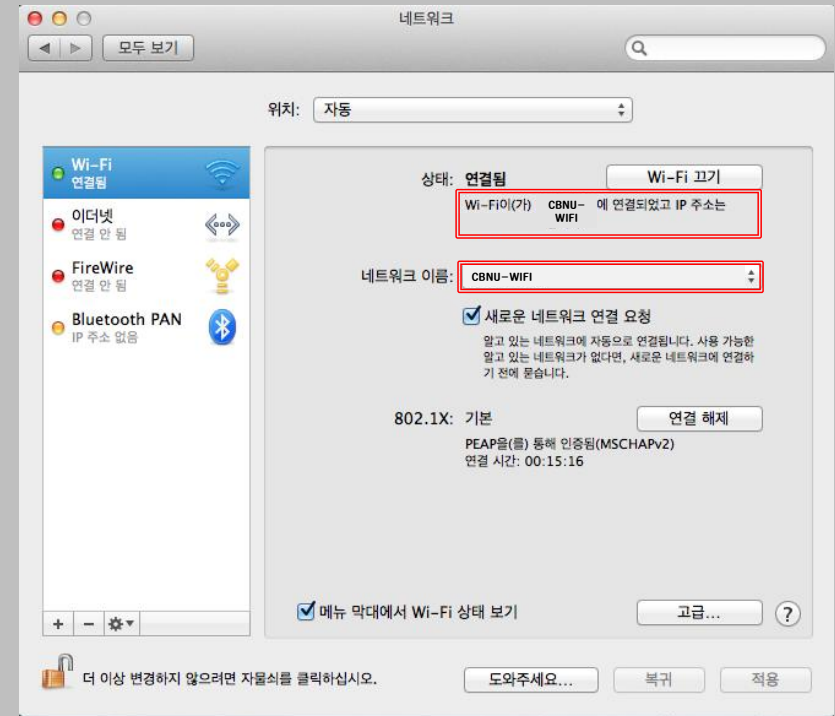 네트워크
모두 보기
위치: 자동
Wi-Fi
연결됨
이더넷
연결 안 됨
FireWire
연결 안 됨
Bluetooth PAN
IP 주소 없음
상태: 연결됨 Wi-Fi 끄기
Wi-Fi이(가) CBNU-WIFI 에 연결되었고 IP 주소는
네트워크 이름: CBNU-WIFI
새로운 네트워크 연결 요청
알고 있는 네트워크에 자동으로 연결됩니다. 사용 가능한
알고 있는 네트워크가 없다면, 새로운 네트워크에 연결하
기 전에 묻습니다.
802.1X: 기본 연결 해제
PEAP을(를) 통해 인증됨(MSCHAPv2)
연결 시간: 00:15:16
메뉴 막대에서 Wi-Fi 상태 보기 고급... ?
더 이상 변경하지 않으려면 자물쇠를 클릭하십시오. 도와주세요... 복귀 적용